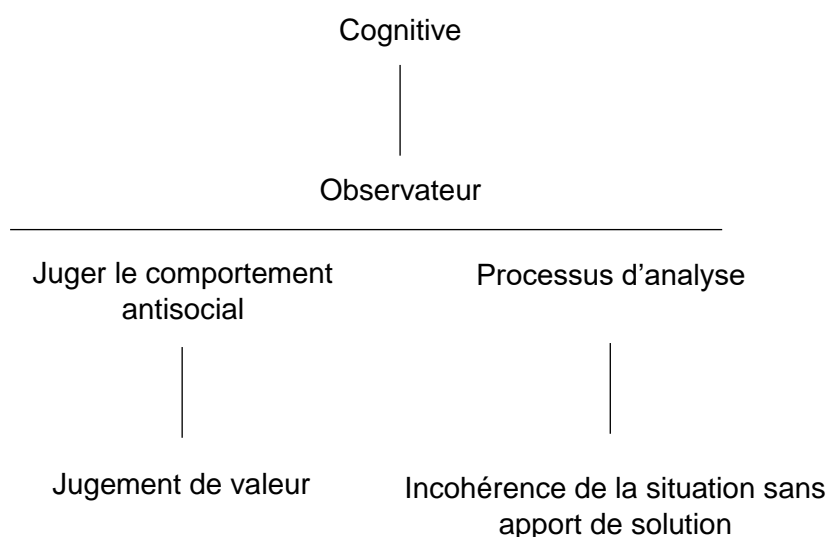 Cognitive
Observateur
Juger le comportement
antisocial
Processus d’analyse
Jugement de valeur
Incohérence de la situation sans
apport de solution